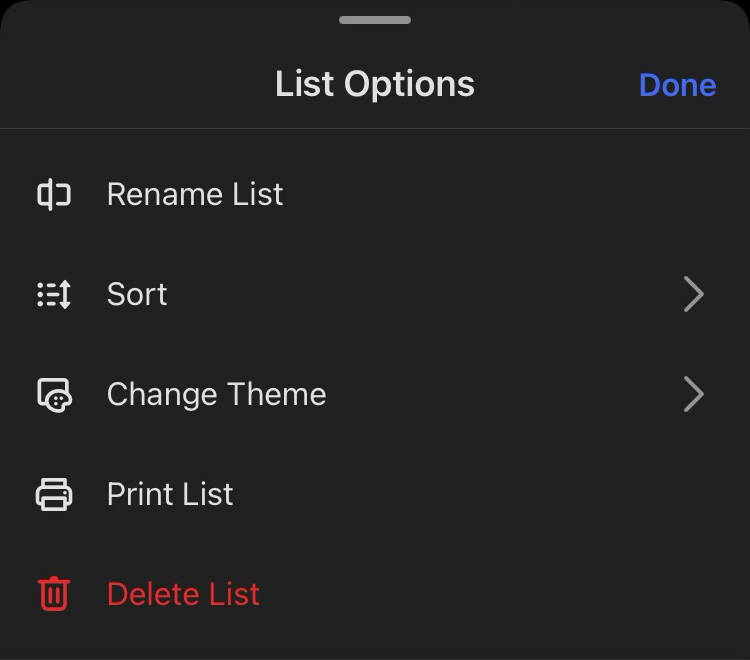 List Options
Done
Rename List
Sort
Change Theme
Print List
Delete List